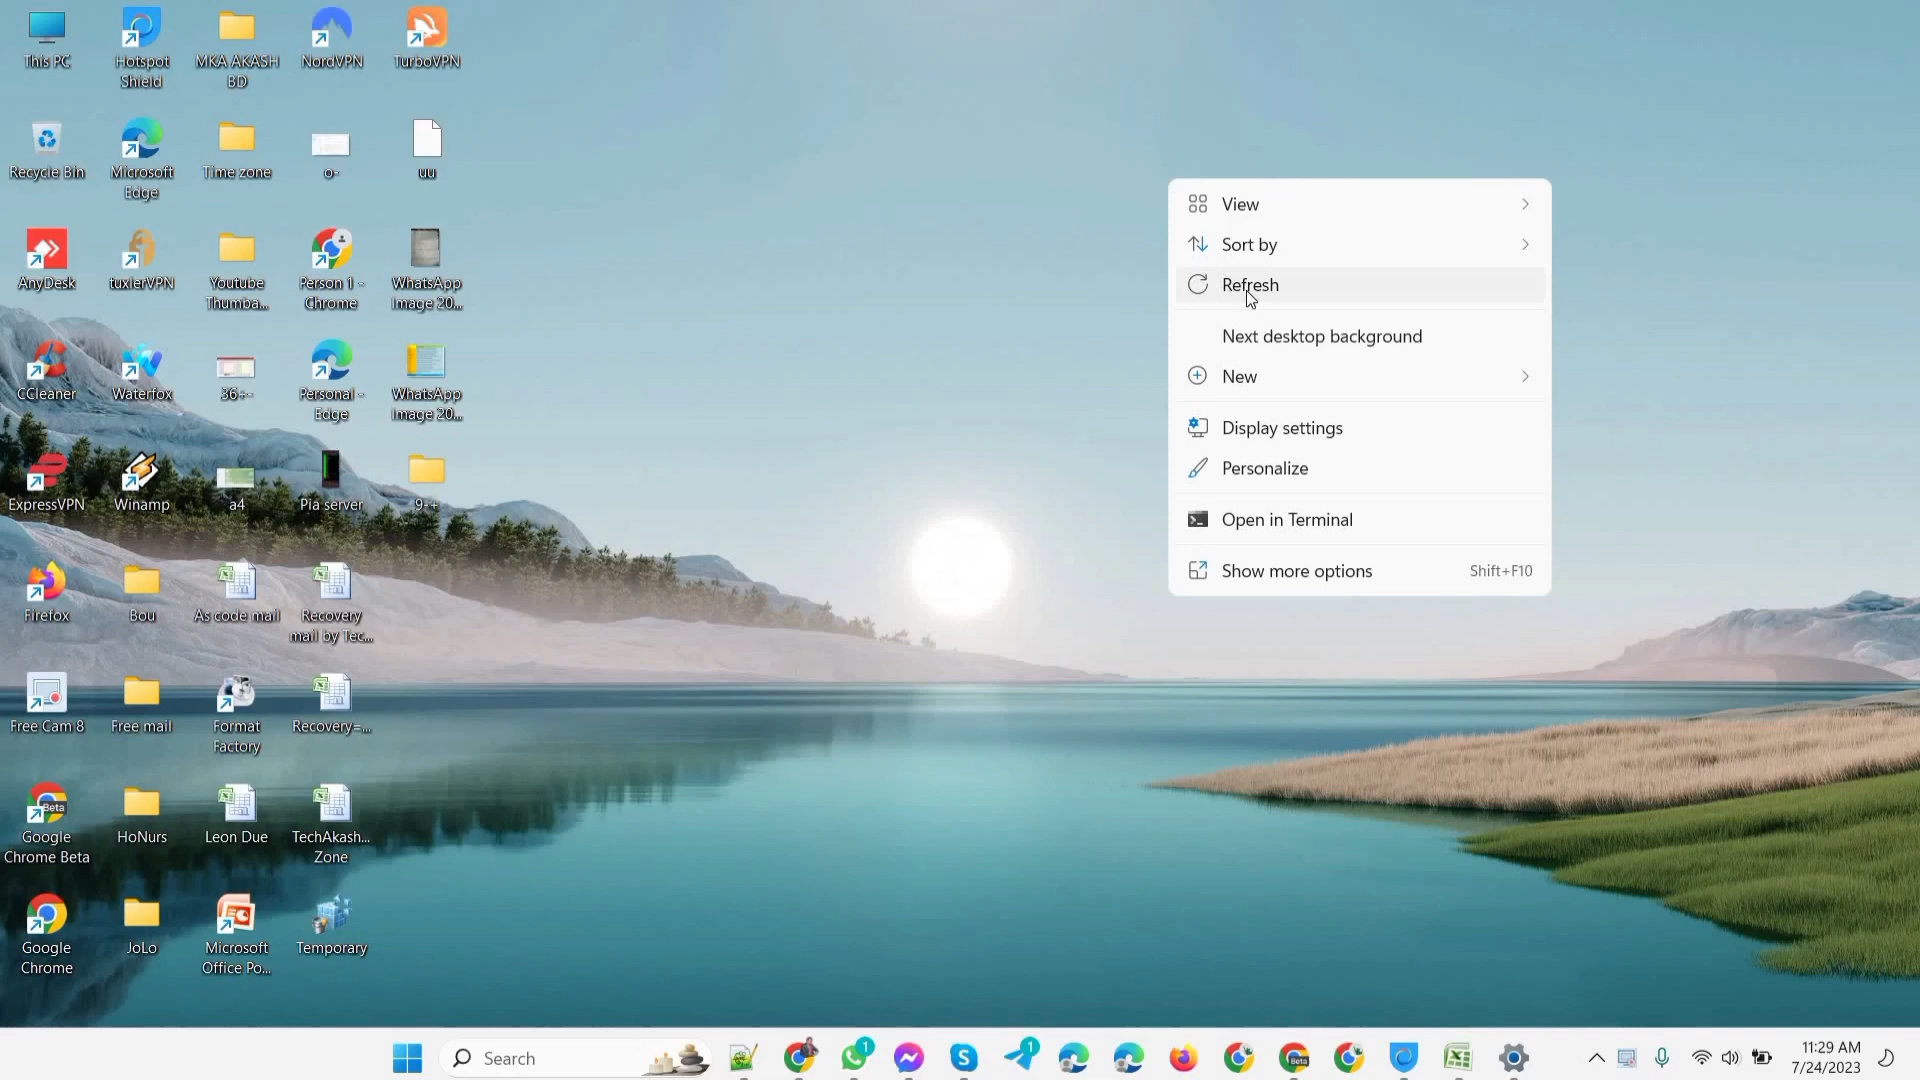 This PC
Hotspot
Shield
MKA AKASH
BD
NordVPN
TurboVPN
Recycle Bin
Microsoft
Edge
Time zone
o-
uu
AnyDesk
tuxlerVPN
Youtube
Thumba...
Person 1 -
Chrome
WhatsApp
Image 20...
CCleaner
Waterfox
36+-
Personal -
Edge
WhatsApp
Image 20...
ExpressVPN
Winamp
a4
Pia server
9-+
Firefox
Bou
As code mail
Recovery
mail by Tec...
Free Cam 8
Free mail
Format
Factory
Recovery=...
Beta
Google
Chrome Beta
HoNurs
Leon Due
TechAkash...
Zone
Google
Chrome
JoLo
Microsoft
Office Po...
Temporary
View
Sort by
Refresh
Next desktop background
New
Display settings
Personalize
Open in Terminal
Show more options Shift+F10
Search
1
1
Beta
11:29 AM
7/24/2023